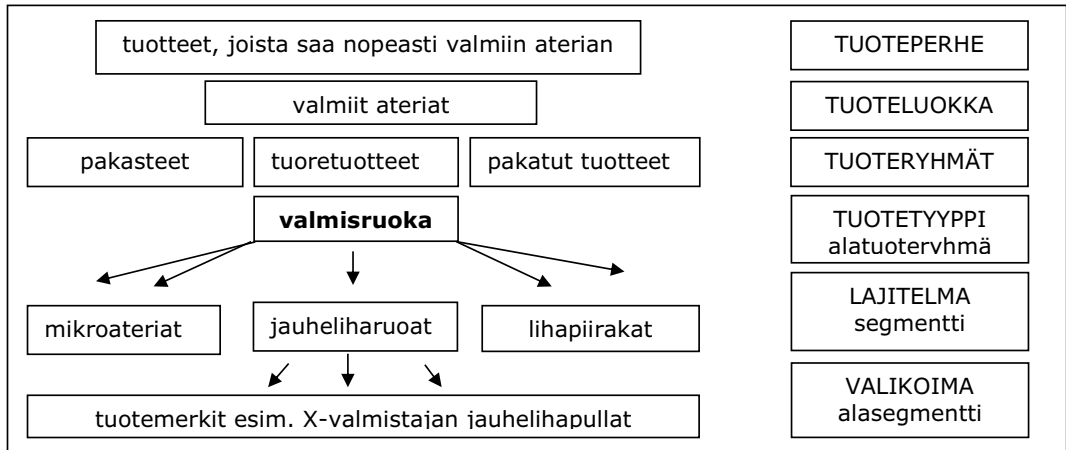 tuotteet, joista saa nopeasti valmiin aterian
TUOTEPERHE
valmiit ateriat
TUOTELUOKKA
pakasteet
tuoretuotteet
pakatut tuotteet
TUOTERYHMÄT
valmisruoka
TUOTETYYPPI
alatuoteryhmä
mikroateriat
jauheliharuoat
lihapiirakat
LAJITELMA
segmentti
tuotemerkit esim. X-valmistajan jauhelihapullat
VALIKOIMA
alasegmentti